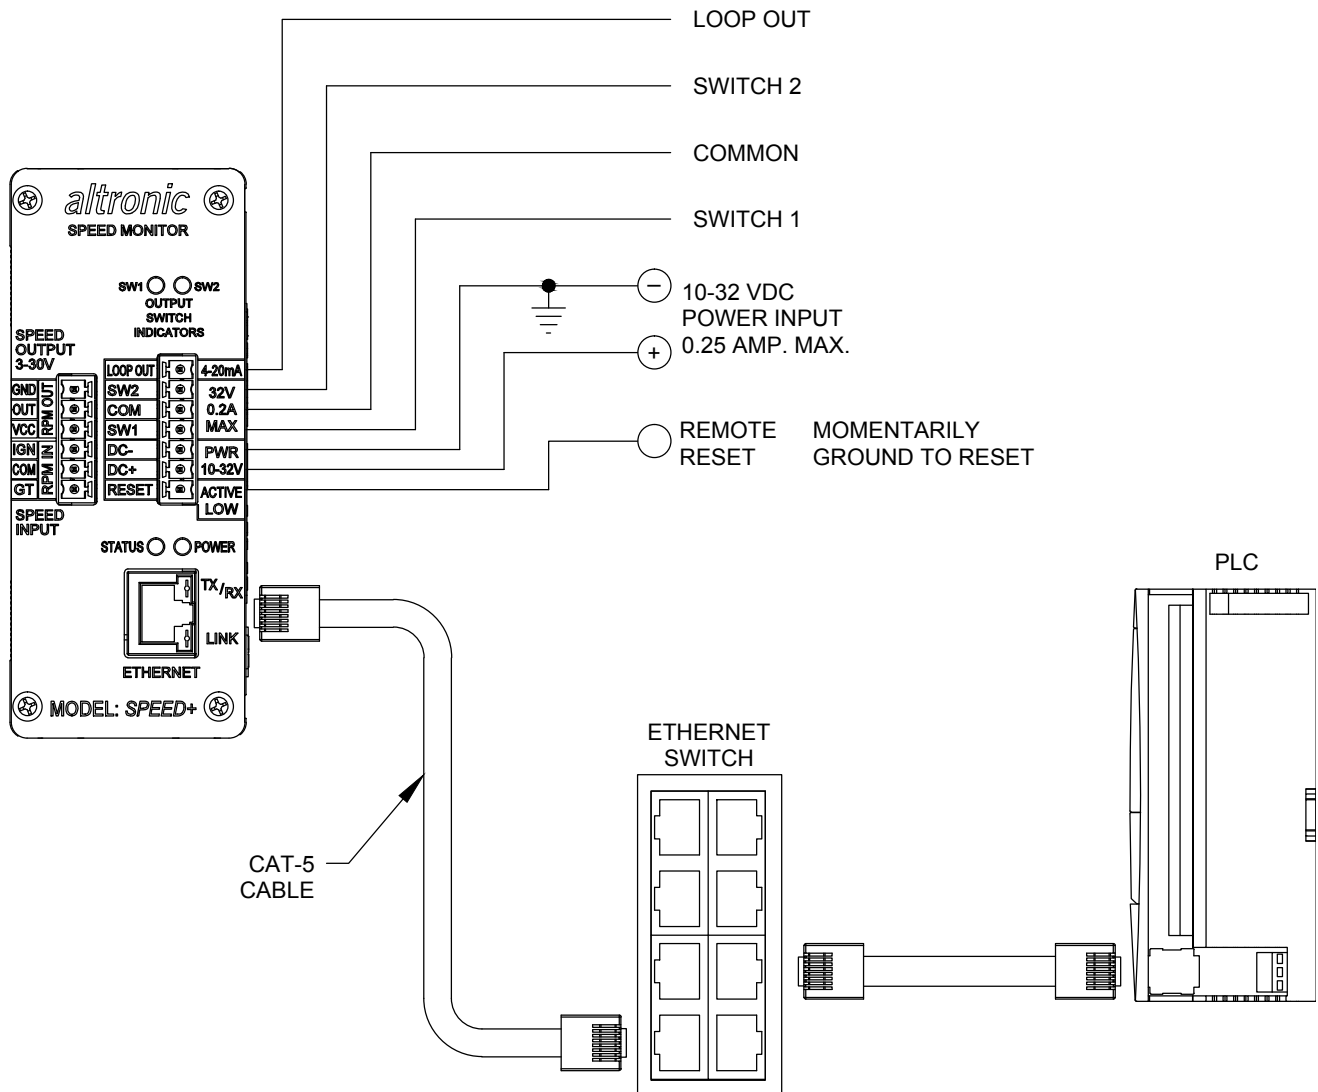 LOOP OUT
SWITCH 2
COMMON
SWITCH 1
10-32 VDC
POWER INPUT
0.25 AMP. MAX.
REMOTE RESET
MOMENTARILY GROUND TO RESET
altronic
SPEED MONITOR
SW1 SW2
OUTPUT
SWITCH
INDICATORS
SPEED
OUTPUT
3-30V
GND
OUT
VCC
RPM OUT
IGN
COM
GT
RPM IN
SPEED
INPUT
LOOP OUT 4-20mA
SW2
COM
SW1
32V
0.2A
MAX
DC-
DC+
PWR
10-32V
RESET
ACTIVE
LOW
STATUS POWER
TX/RX
LINK
ETHERNET
MODEL: SPEED+
CAT-5
CABLE
ETHERNET
SWITCH
PLC